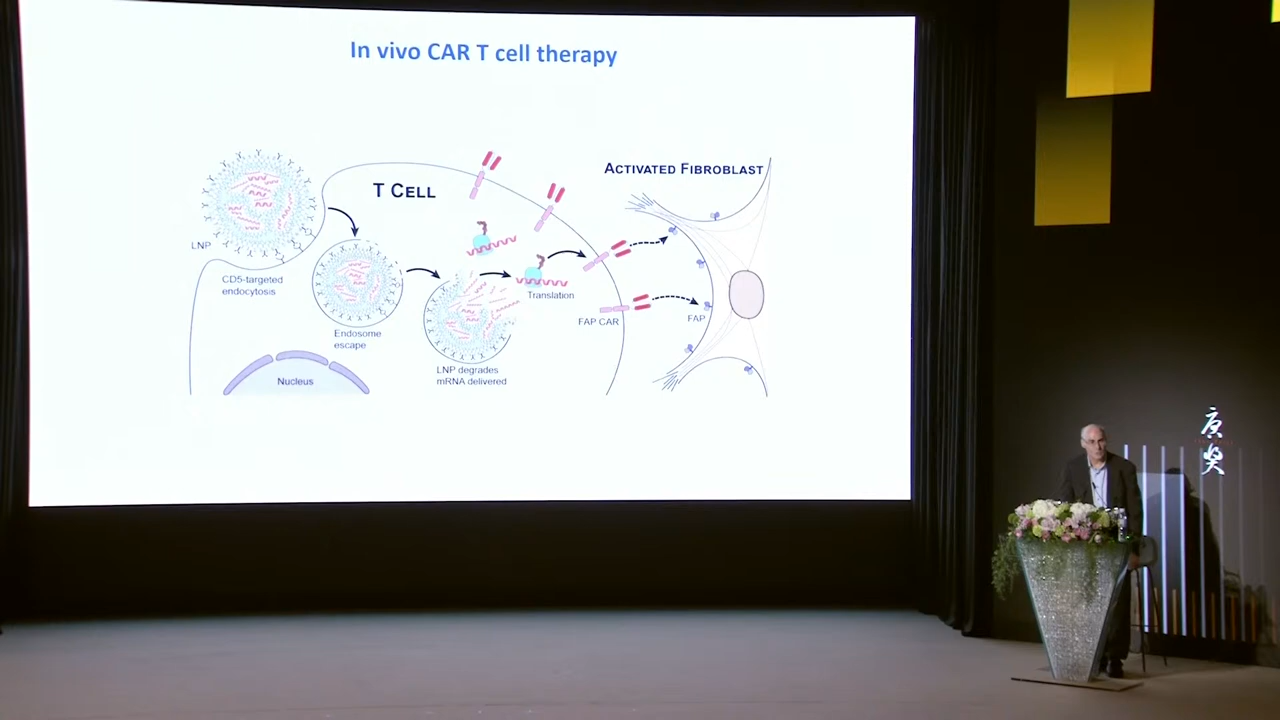 In vivo CAR T cell therapy
ACTIVATED FIBROBLAST
T CELL
LNP
CD5-targeted
endocytosis
Endosome
escape
LNP degrades
mRNA delivered
Translation
FAP CAR
FAP
Nucleus
唐
奖